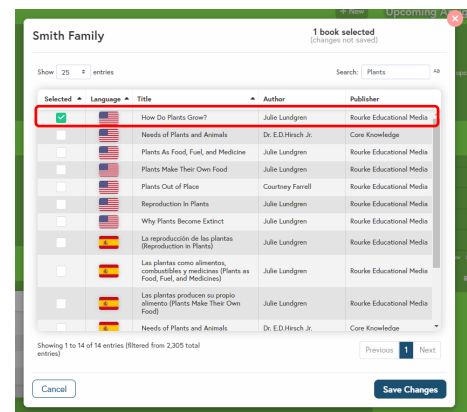 + New Upcoming
Smith Family
1 book selected
(changes not saved)
Show 25 entries
Search: Plants
Selected Language Title Author Publisher
How Do Plants Grow? Julie Lundgren Rourke Educational Media
Needs of Plants and Animals Dr. E.D.Hirsch Jr. Core Knowledge
Plants As Food, Fuel, and Medicine Julie Lundgren Rourke Educational Media
Plants Make Their Own Food Julie Lundgren Rourke Educational Media
Plants Out of Place Courtney Farrell Rourke Educational Media
Reproduction In Plants Julie Lundgren Rourke Educational Media
Why Plants Become Extinct Julie Lundgren Rourke Educational Media
La reproducción de las plantas
(Reproduction in Plants) Julie Lundgren Rourke Educational Media
Las plantas como alimentos,
combustibles y medicinas (Plants as
Food, Fuel, and Medicines) Julie Lundgren Rourke Educational Media
Las plantas producen su propio
alimento (Plants Make Their Own
Food) Julie Lundgren Rourke Educational Media
Needs of Plants and Animals Dr. E.D.Hirsch Jr. Core Knowledge
Showing 1 to 14 of 14 entries (filtered from 2,305 total
entries)
Previous 1 Next
Cancel
Save Changes